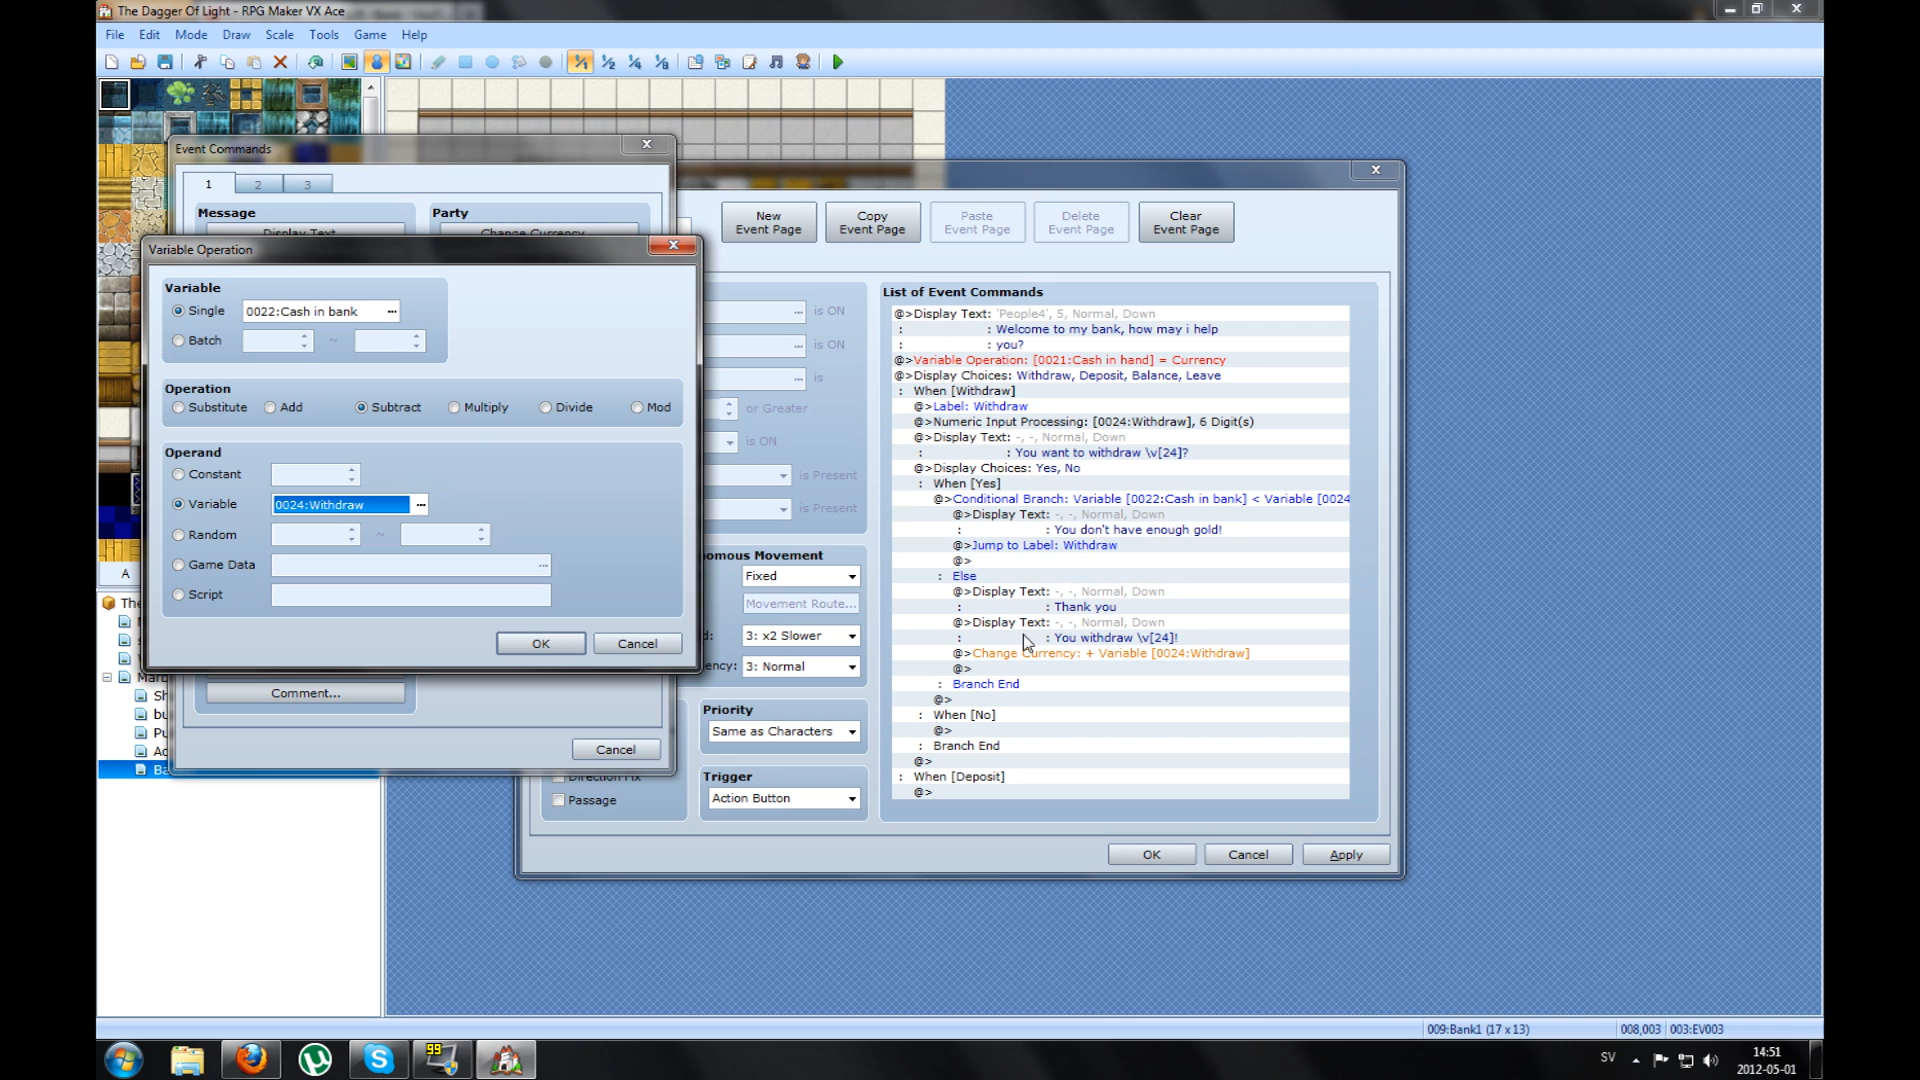 The Dagger Of Light - RPG Maker VX Ace
File Edit Mode Draw Scale Tools Game Help
Event Commands
1 2 3
Message Party
Display Text... Change Currency...
New Event Page
Copy Event Page
Paste Event Page
Delete Event Page
Clear Event Page
Variable Operation
Variable
Single 0022:Cash in bank ...
Batch ~
Operation
Substitute Add Subtract Multiply Divide Mod
Operand
Constant
Variable 0024:Withdraw ...
Random ~
Game Data ...
Script
OK Cancel
Comment...
Cancel
... is ON
... is ON
... is
or Greater
is ON
is Present
is Present
Fixed
Movement Route...
3: x2 Slower
3: Normal
Priority
Same as Characters
Trigger
Action Button
Direction Fix
Passage
List of Event Commands
@>Display Text: 'People4', 5, Normal, Down
: : Welcome to my bank, how may i help
: : you?
@>Variable Operation: [0021:Cash in hand] = Currency
@>Display Choices: Withdraw, Deposit, Balance, Leave
: When [Withdraw]
@>Label: Withdraw
@>Numeric Input Processing: [0024:Withdraw], 6 Digit(s)
@>Display Text: -, -, Normal, Down
: : You want to withdraw \v[24]?
@>Display Choices: Yes, No
: When [Yes]
@>Conditional Branch: Variable [0022:Cash in bank] < Variable [0024
@>Display Text: -, -, Normal, Down
: : You don't have enough gold!
@>Jump to Label: Withdraw
@>
: Else
@>Display Text: -, -, Normal, Down
: : Thank you
@>Display Text: -, -, Normal, Down
: : You withdraw \v[24]!
@>Change Currency: + Variable [0024:Withdraw]
@>
: Branch End
@>
: When [No]
@>
: Branch End
@>
: When [Deposit]
@>
OK Cancel Apply
A
009:Bank1 (17 x 13) 008,003 003:EV003
99
SV
14:51
2012-05-01